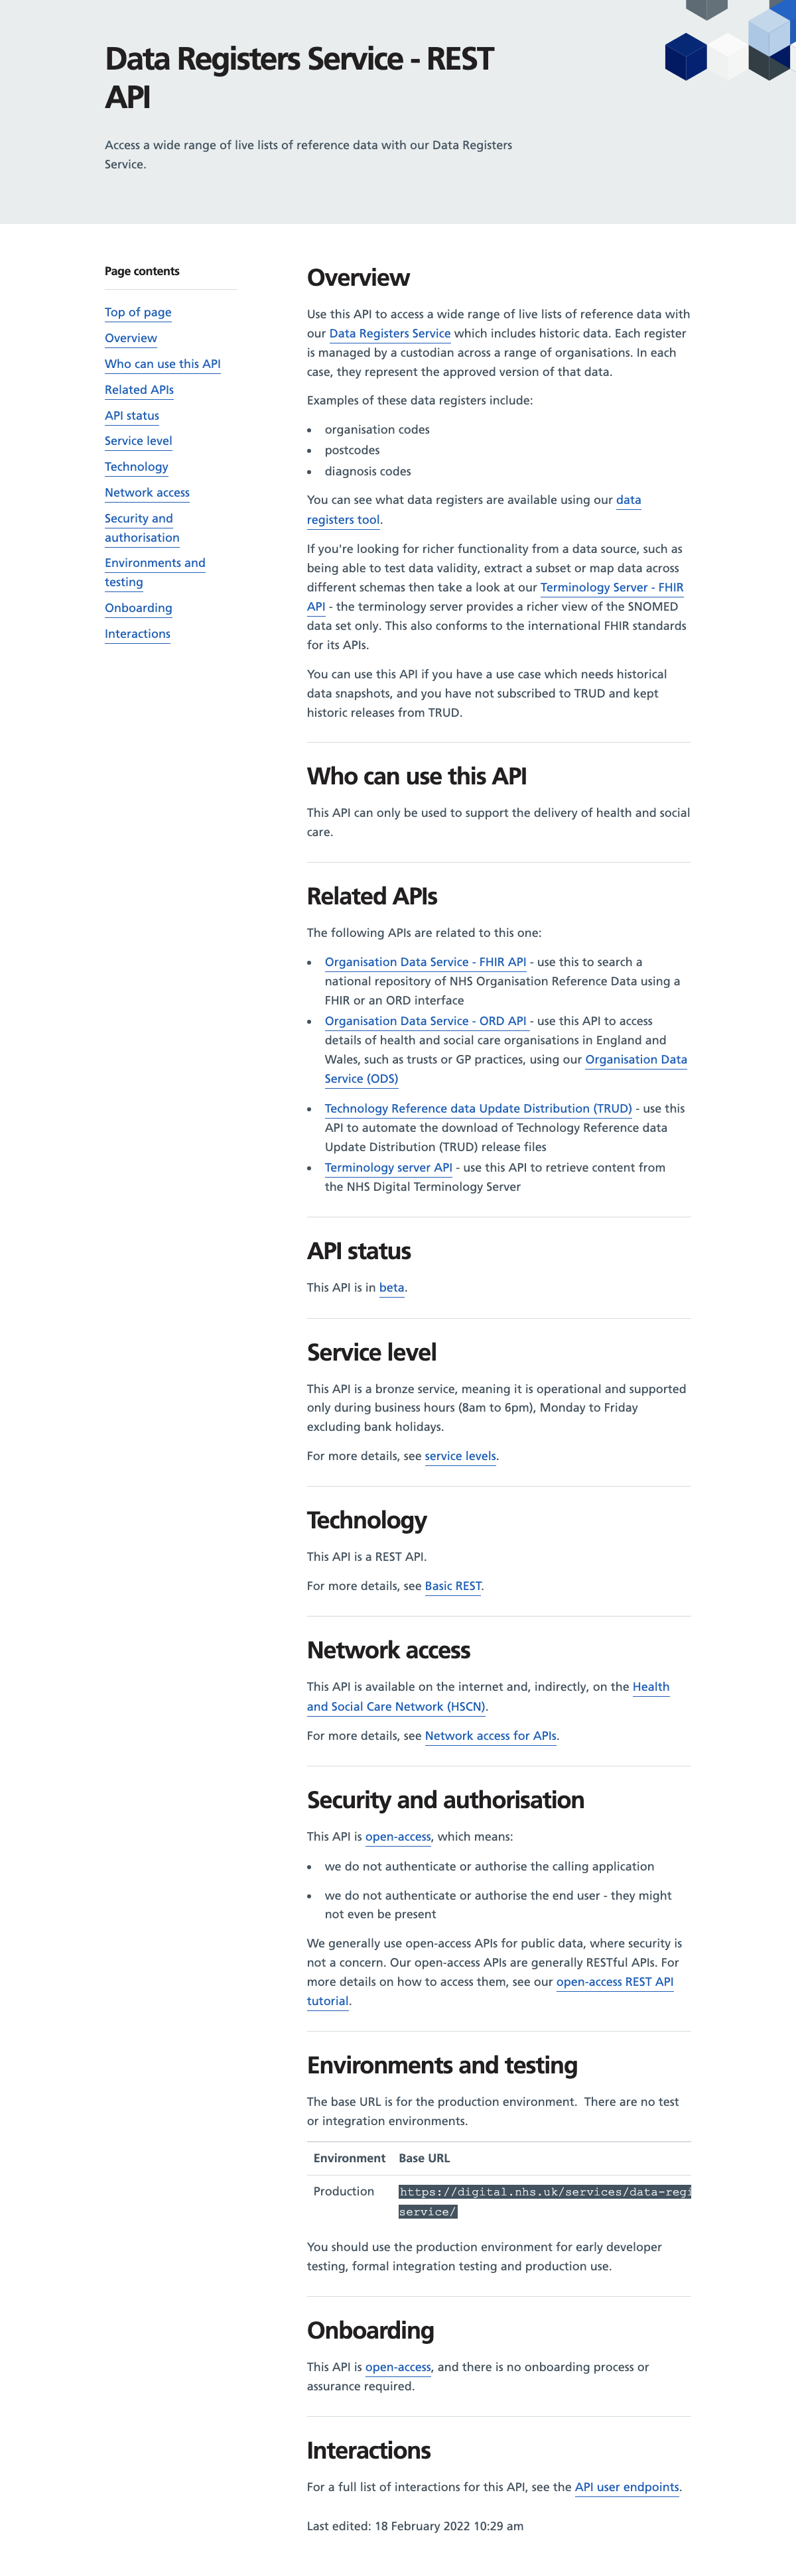 Data Registers Service - REST
API
Access a wide range of live lists of reference data with our Data Registers
Service.
Page contents
Top of page
Overview
Who can use this API
Related APIs
API status
Service level
Technology
Network access
Security and
authorisation
Environments and
testing
Onboarding
Interactions
Overview
Use this API to access a wide range of live lists of reference data with
our Data Registers Service which includes historic data. Each register
is managed by a custodian across a range of organisations. In each
case, they represent the approved version of that data.
Examples of these data registers include:
• organisation codes
• postcodes
• diagnosis codes
You can see what data registers are available using our data
registers tool.
If you're looking for richer functionality from a data source, such as
being able to test data validity, extract a subset or map data across
different schemas then take a look at our Terminology Server - FHIR
API - the terminology server provides a richer view of the SNOMED
data set only. This also conforms to the international FHIR standards
for its APIs.
You can use this API if you have a use case which needs historical
data snapshots, and you have not subscribed to TRUD and kept
historic releases from TRUD.
Who can use this API
This API can only be used to support the delivery of health and social
care.
Related APIs
The following APIs are related to this one:
• Organisation Data Service - FHIR API - use this to search a
national repository of NHS Organisation Reference Data using a
FHIR or an ORD interface
• Organisation Data Service - ORD API - use this API to access
details of health and social care organisations in England and
Wales, such as trusts or GP practices, using our Organisation Data
Service (ODS)
• Technology Reference data Update Distribution (TRUD) - use this
API to automate the download of Technology Reference data
Update Distribution (TRUD) release files
• Terminology server API - use this API to retrieve content from
the NHS Digital Terminology Server
API status
This API is in beta.
Service level
This API is a bronze service, meaning it is operational and supported
only during business hours (8am to 6pm), Monday to Friday
excluding bank holidays.
For more details, see service levels.
Technology
This API is a REST API.
For more details, see Basic REST.
Network access
This API is available on the internet and, indirectly, on the Health
and Social Care Network (HSCN).
For more details, see Network access for APIs.
Security and authorisation
This API is open-access, which means:
• we do not authenticate or authorise the calling application
• we do not authenticate or authorise the end user - they might
not even be present
We generally use open-access APIs for public data, where security is
not a concern. Our open-access APIs are generally RESTful APIs. For
more details on how to access them, see our open-access REST API
tutorial.
Environments and testing
The base URL is for the production environment.  There are no test
or integration environments.
Environment Base URL
Production https://digital.nhs.uk/services/data-regi
service/
You should use the production environment for early developer
testing, formal integration testing and production use.
Onboarding
This API is open-access, and there is no onboarding process or
assurance required.
Interactions
For a full list of interactions for this API, see the API user endpoints.
Last edited: 18 February 2022 10:29 am